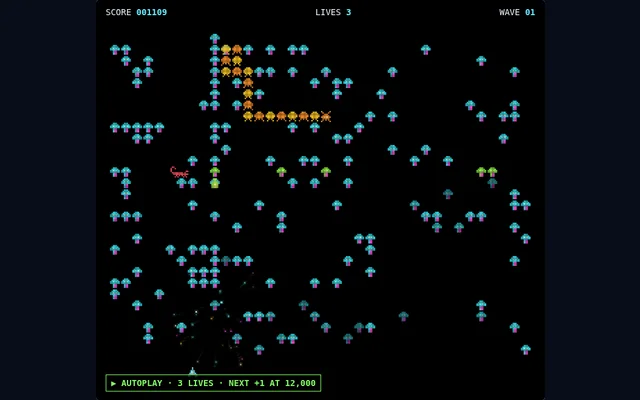 SCORE 001109 LIVES 3 WAVE 01
▶ AUTOPLAY · 3 LIVES · NEXT +1 AT 12,000